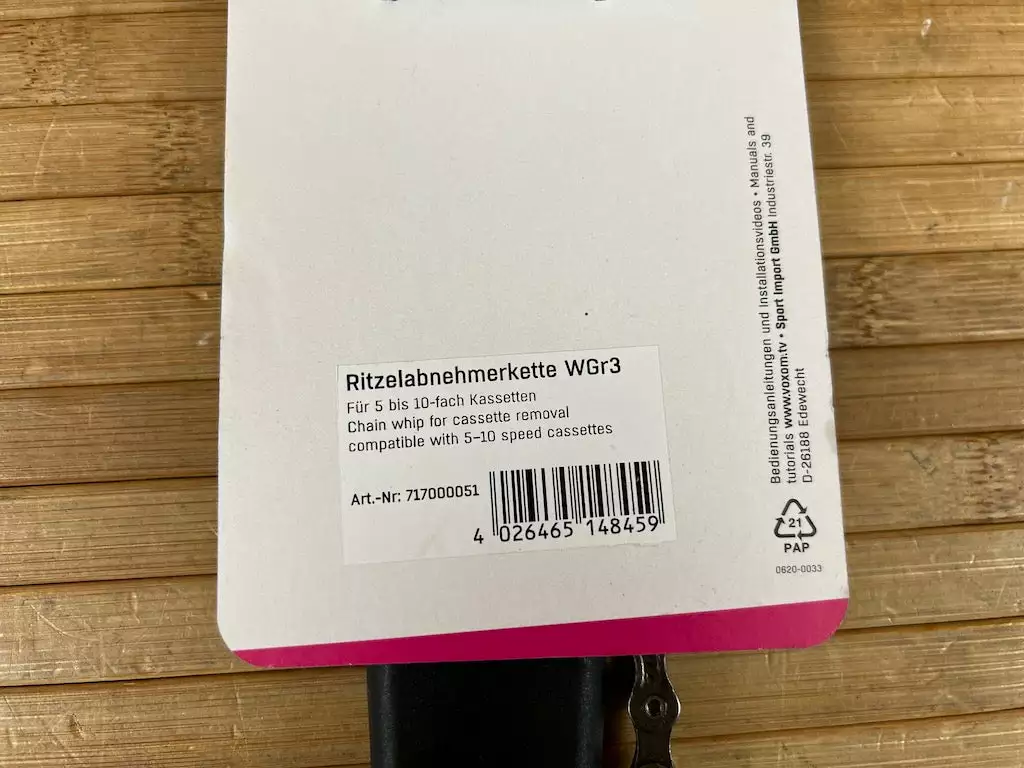 Ritzelabnehmerkette WGr3
Für 5 bis 10-fach Kassetten
Chain whip for cassette removal
compatible with 5–10 speed cassettes
Art.-Nr: 717000051
4 026465 148459
Bedienungsanleitungen und Installationsvideos • Manuals and
tutorials www.voxom.tv • Sport Import GmbH Industriestr. 39
D-26188 Edewecht
21
PAP
0620-0033